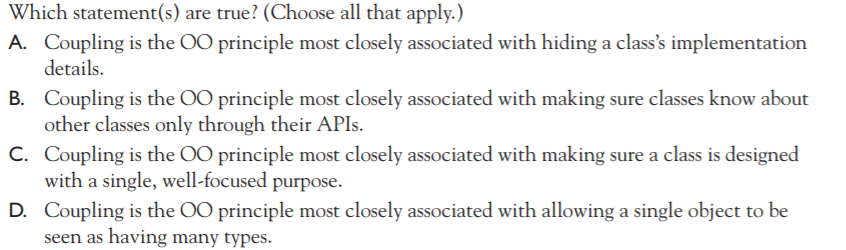 Which statement(s) are true? (Choose all that apply.)
A. Coupling is the OO principle most closely associated with hiding a class’s implementation
details.
B. Coupling is the OO principle most closely associated with making sure classes know about
other classes only through their APIs.
C. Coupling is the OO principle most closely associated with making sure a class is designed
with a single, well-focused purpose.
D. Coupling is the OO principle most closely associated with allowing a single object to be
seen as having many types.